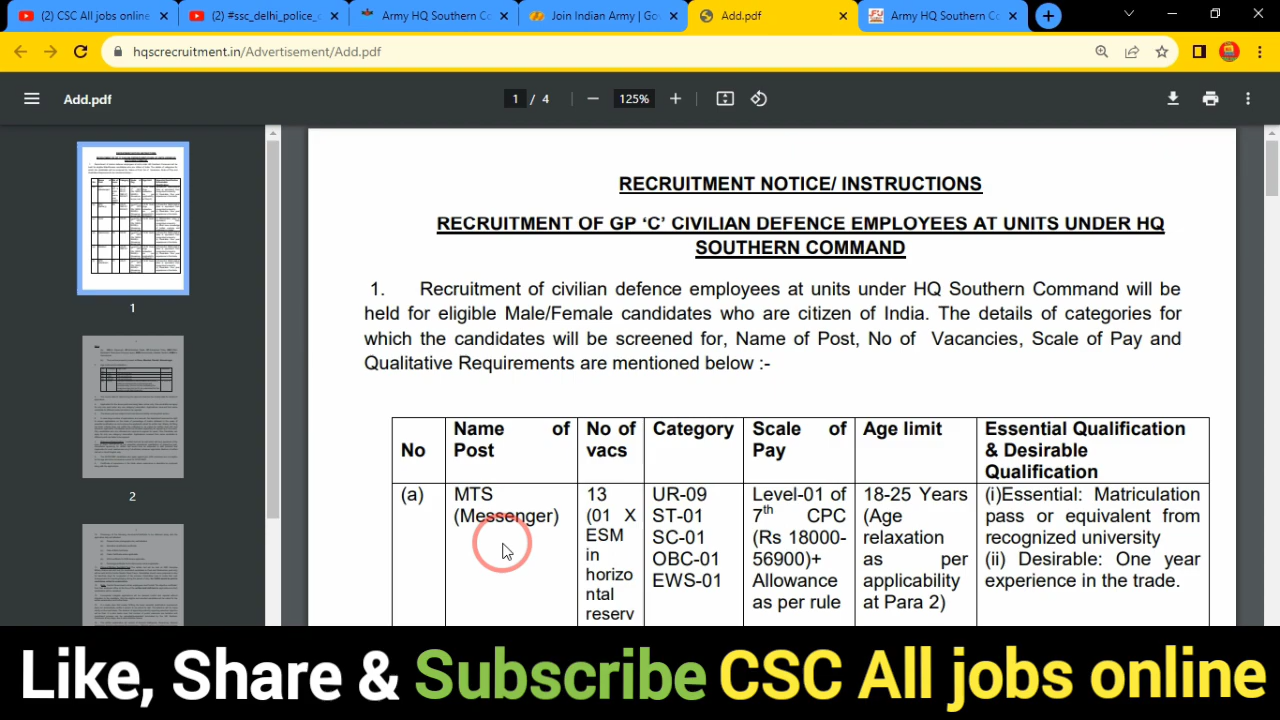 (2) CSC All jobs online
(2) #ssc_delhi_police_c
Army HQ Southern Co
Join Indian Army | Go
Add.pdf
Army HQ Southern Co
hqscrecruitment.in/Advertisement/Add.pdf
Add.pdf
1 / 4
125%
RECRUITMENT NOTICE/ INSTRUCTIONS
RECRUITMENT OF GP ‘C’ CIVILIAN DEFENCE EMPLOYEES AT UNITS UNDER HQ
SOUTHERN COMMAND
1. Recruitment of civilian defence employees at units under HQ Southern Command will be
held for eligible Male/Female candidates who are citizen of India. The details of categories for
which the candidates will be screened for, Name of Post, No of Vacancies, Scale of Pay and
Qualitative Requirements are mentioned below :-
No
Name of
Post
No of
vacs
Category
Scale of
Pay
Age limit
Essential Qualification
& Desirable
Qualification
(a)
MTS
(Messenger)
13
(01 X
ESM
in
horizo
ntal
reserv
UR-09
ST-01
SC-01
OBC-01
EWS-01
Level-01 of
7th CPC
(Rs 18000-
56900)+
Allowance
as per rule
18-25 Years
(Age
relaxation
as per
applicability
at Para 2)
(i)Essential: Matriculation
pass or equivalent from
recognized university
(ii) Desirable: One year
experience in the trade.
1
2
Like, Share & Subscribe CSC All jobs online